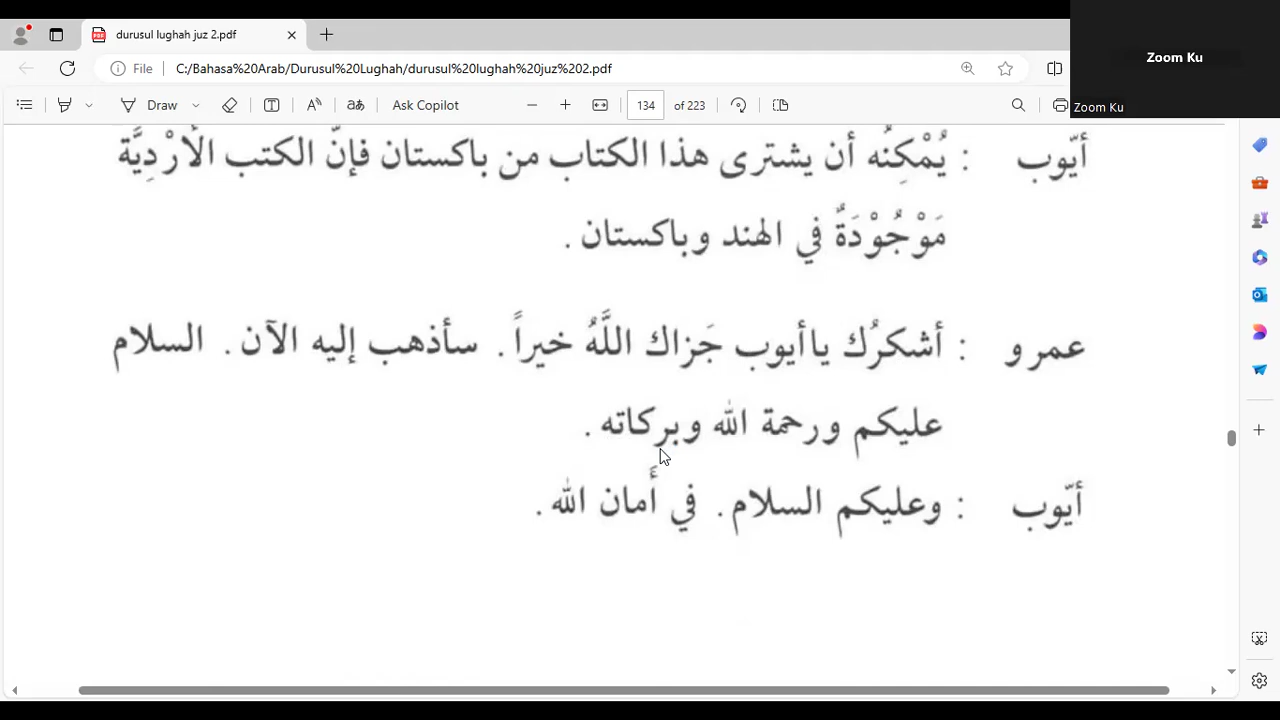 durusul lughah juz 2.pdf
Zoom Ku
File C:/Bahasa%20Arab/Durusul%20Lughah/durusul%20lughah%20juz%202.pdf
Draw Ask Copilot 134 of 223
Zoom Ku
أيّوب : يُمْكِنُه أن يشترى هذا الكتاب من باكستان فإنّ الكتب الأرْدِيَّة
مَوْجُوْدَةٌ في الهند وباكستان .
عمرو : أشكرُك ياأيوب جَزاك اللَّهُ خيراً . سأذهب إليه الآن . السلام
عليكم ورحمة الله وبركاته .
أيّوب : وعليكم السلام . في أَمان الله .